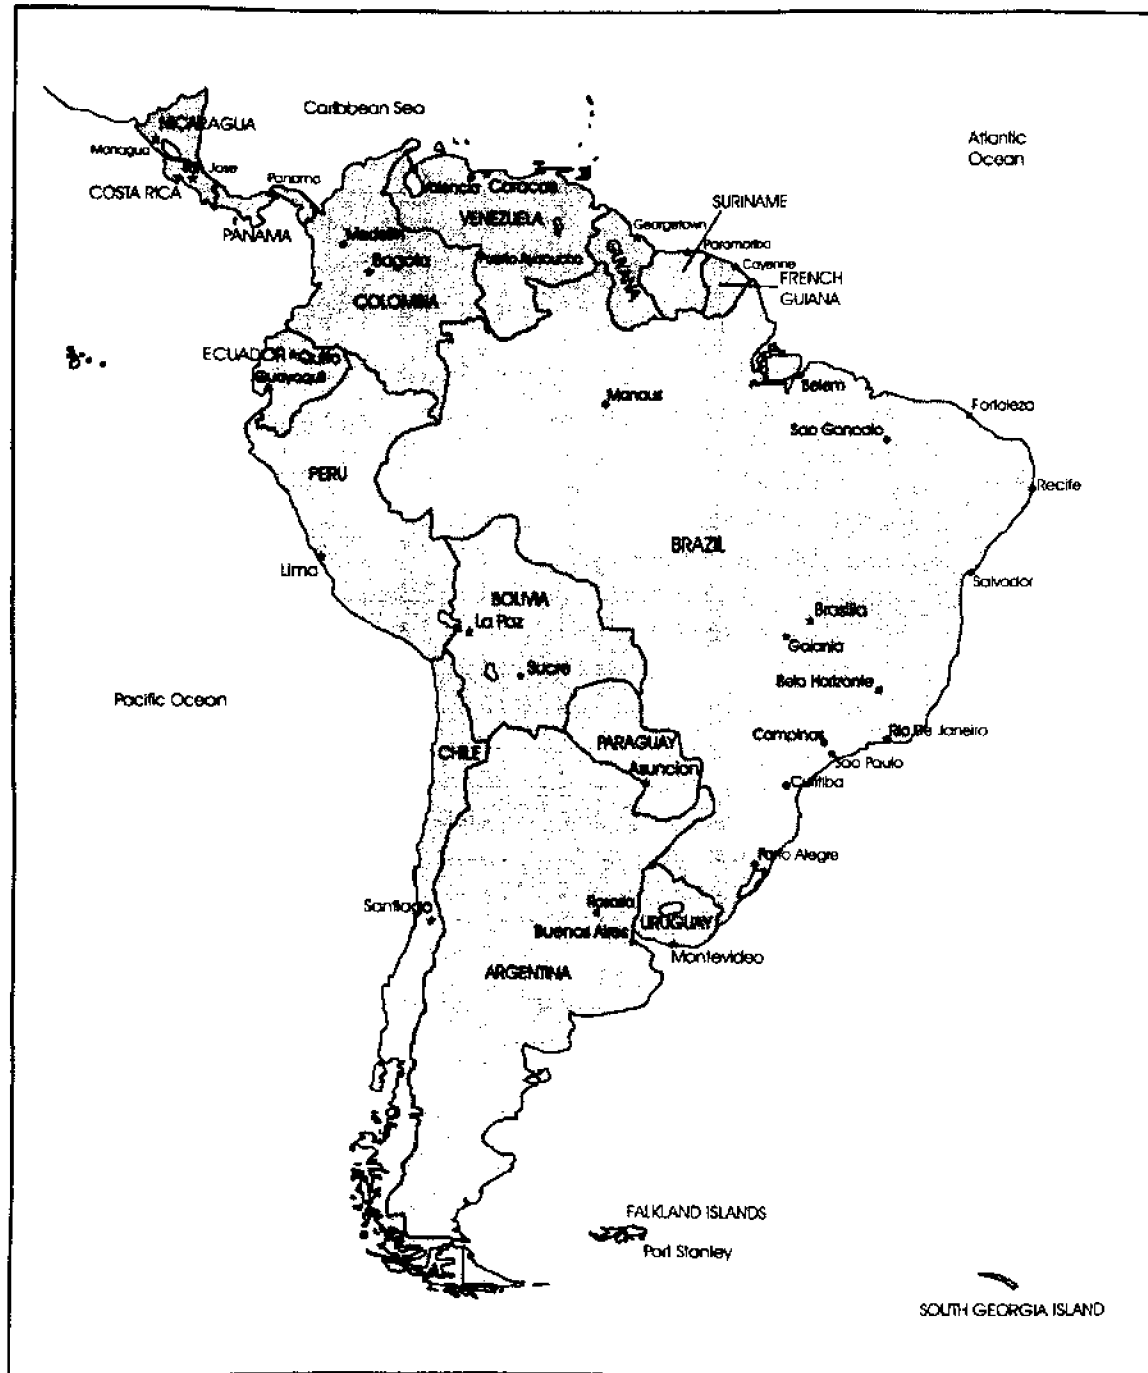 Caribbean Sea
Atlantic
Ocean
NICARAGUA
Managua
San Jose
COSTA RICA
Panama
PANAMA
Valencia
Caracas
VENEZUELA
SURINAME
Georgetown
Paramariba
Cayenne
FRENCH
GUIANA
GUYANA
Medellin
Bogota
Puerto Ayacucho
COLOMBIA
ECUADOR
Quito
Guayaquil
Manaus
Belem
Fortaleza
Sao Goncalo
PERU
Recife
BRAZIL
Lima
Salvador
BOLIVIA
La Paz
Brasilia
Goiania
Sucre
Belo Horizonte
Pacific Ocean
PARAGUAY
Campinas
Rio De Janeiro
CHILE
Sao Paulo
Asuncion
Curitiba
Porto Alegre
Santiago
Rosario
URUGUAY
Buenos Aires
Montevideo
ARGENTINA
FALKLAND ISLANDS
Port Stanley
SOUTH GEORGIA ISLAND